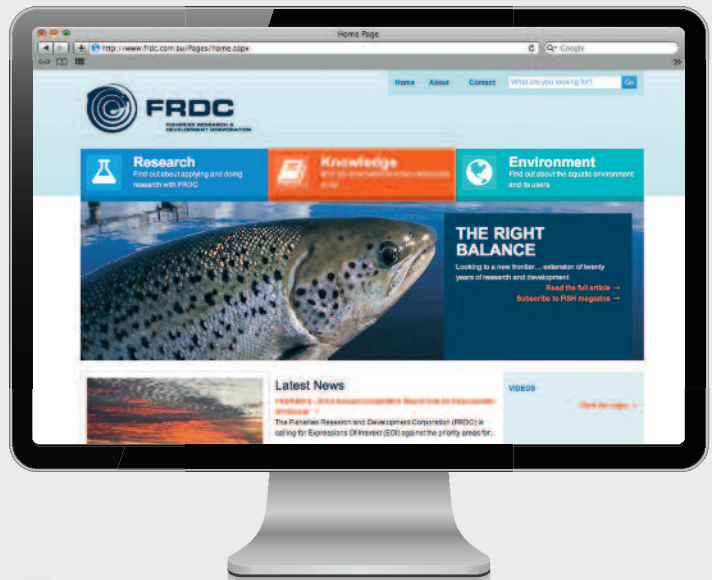 Home Page
http://www.frdc.com.au/Pages/home.aspx
Google
Home About Contact What are you looking for? Go
FRDC
FISHERIES RESEARCH &
DEVELOPMENT CORPORATION
Research
Find out about applying and doing
research with FRDC
Knowledge
Environment
Find out about the aquatic environment
and its users
THE RIGHT
BALANCE
Looking to a new frontier... extension of twenty
years of research and development
Read the full article →
Subscribe to FISH magazine →
Latest News
The Fisheries Research and Development Corporation (FRDC) is
calling for Expressions Of Interest (EOI) against the priority areas for..
VIDEOS